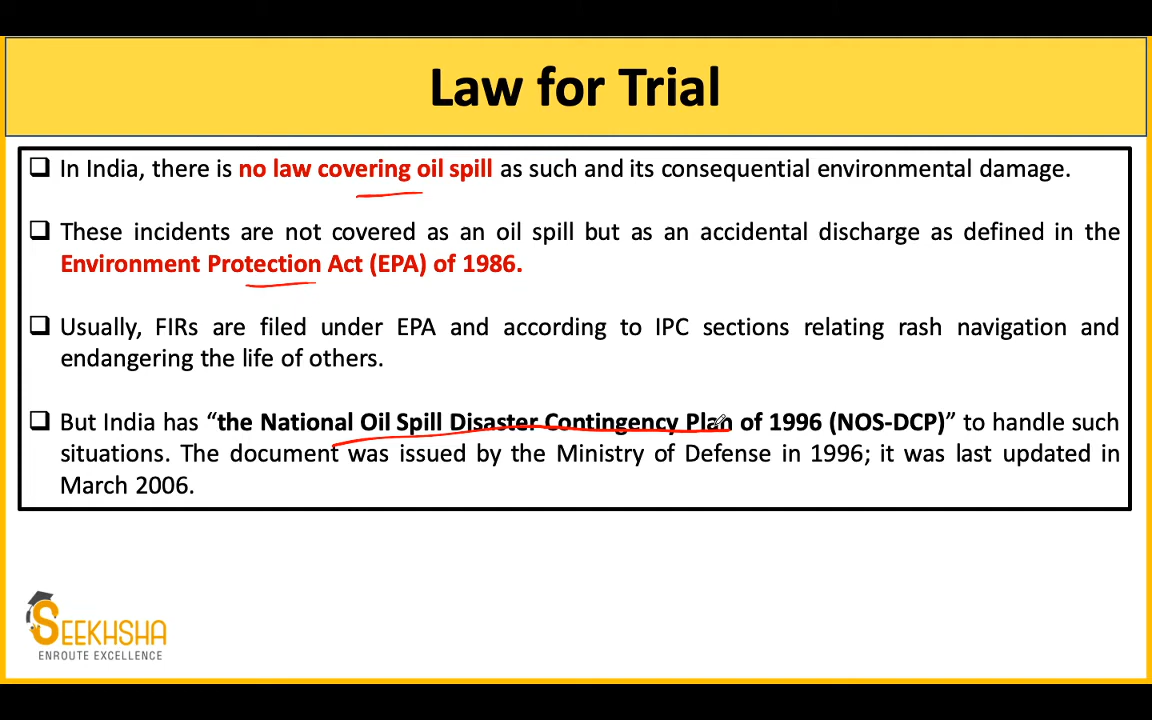 Law for Trial
❑ In India, there is no law covering oil spill as such and its consequential environmental damage.
❑ These incidents are not covered as an oil spill but as an accidental discharge as defined in the
Environment Protection Act (EPA) of 1986.
❑ Usually, FIRs are filed under EPA and according to IPC sections relating rash navigation and
endangering the life of others.
❑ But India has “the National Oil Spill Disaster Contingency Plan of 1996 (NOS-DCP)” to handle such
situations. The document was issued by the Ministry of Defense in 1996; it was last updated in
March 2006.
SEEKHSHA
ENROUTE EXCELLENCE